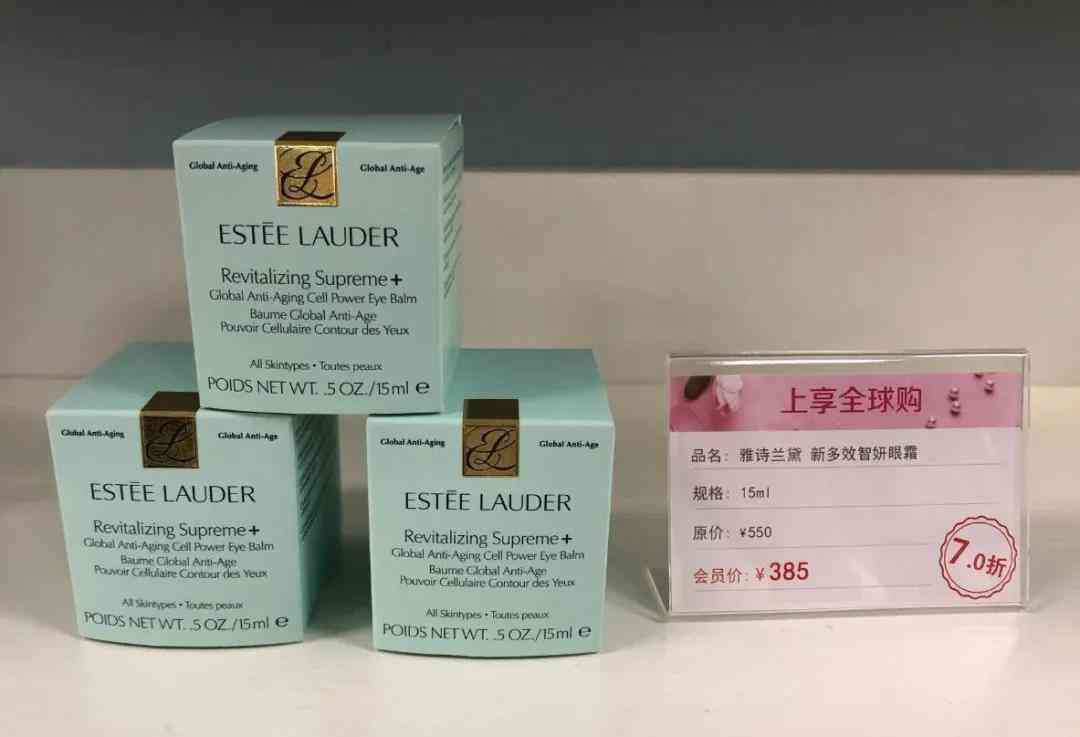 Global Anti-Aging
Global Anti-Age
ESTĒE LAUDER
Revitalizing Supreme+
Global Anti-Aging Cell Power Eye Balm
Baume Global Anti-Age
Pouvoir Cellulaire Contour des Yeux
All Skintypes • Toutes peaux
POIDS NET WT. .5 OZ./15ml ℮
Global Anti-Aging
Global Anti-Age
ESTĒE LAUDER
Revitalizing Supreme+
Global Anti-Aging Cell Power Eye Balm
Baume Global Anti-Age
Pouvoir Cellulaire Contour des Yeux
All Skintypes • Toutes peaux
POIDS NET WT. .5 OZ./15ml ℮
Global Anti-Aging
Global Anti-Age
ESTĒE LAUDER
Revitalizing Supreme+
Global Anti-Aging Cell Power Eye Balm
Baume Global Anti-Age
Pouvoir Cellulaire Contour des Yeux
All Skintypes • Toutes peaux
POIDS NET WT. .5 OZ./15ml ℮
上享全球购
品名: 雅诗兰黛 新多效智妍眼霜
规格: 15ml
原价: ¥550
会员价: ¥385
7.0折